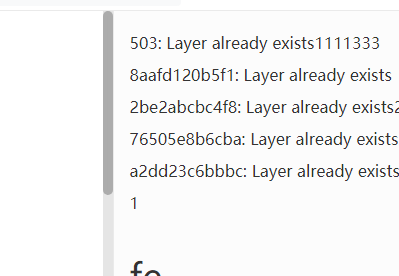 503: Layer already exists1111333
8aafd120b5f1: Layer already exists
2be2abcbc4f8: Layer already exists2
76505e8b6cba: Layer already exists
a2dd23c6bbbc: Layer already exists
1
fo